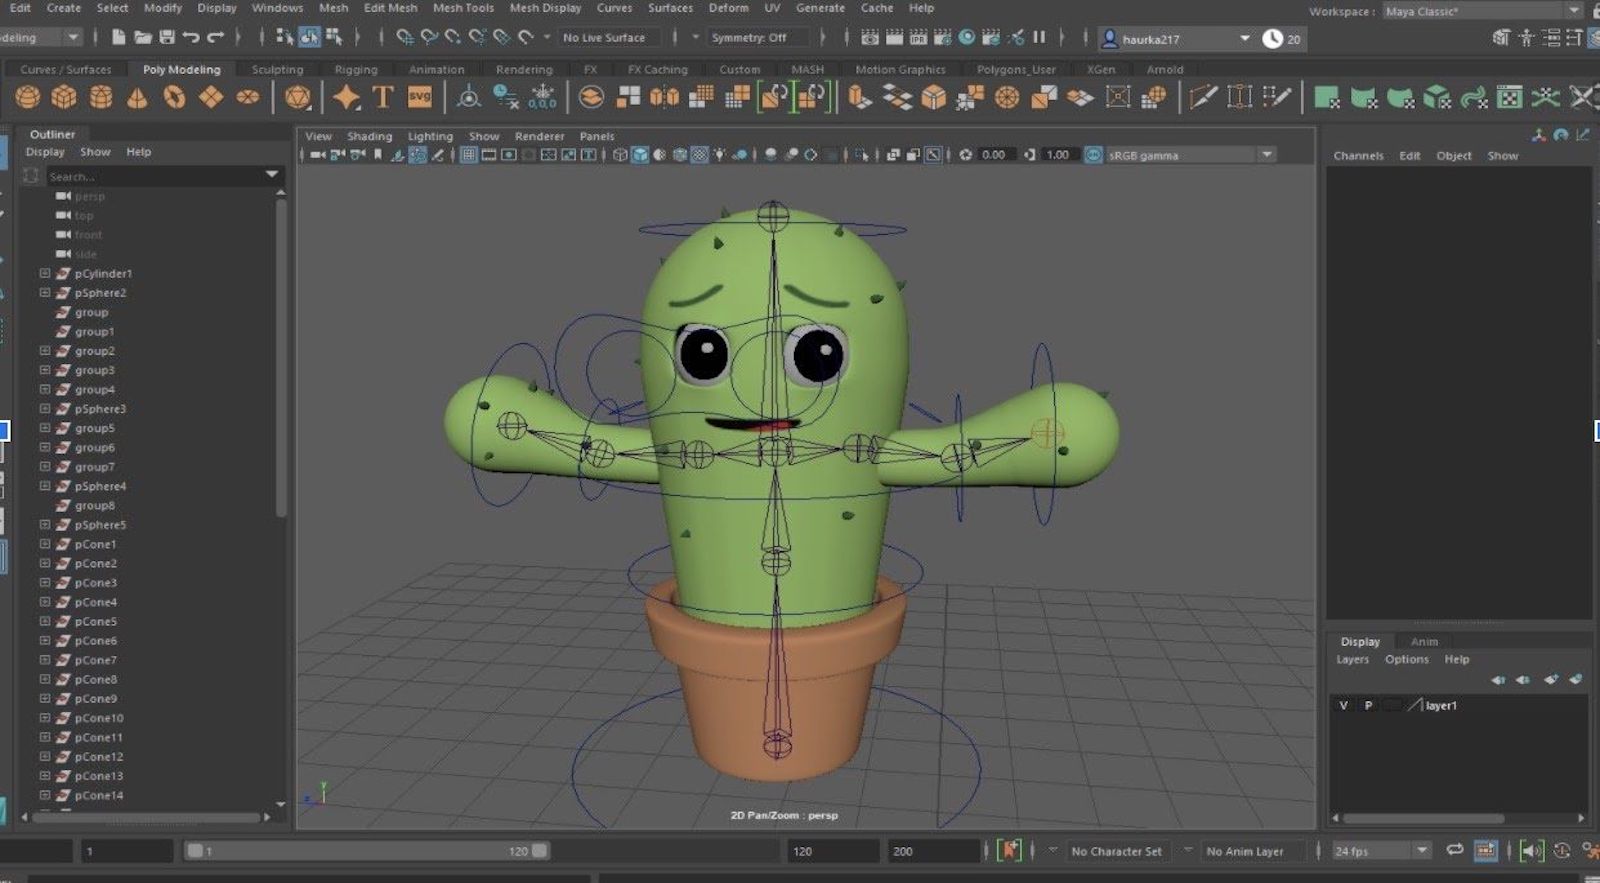 Edit Create Select Modify Display Windows Mesh Edit Mesh Mesh Tools Mesh Display Curves Surfaces Deform UV Generate Cache Help
Workspace : Maya Classic*
deling No Live Surface Symmetry: Off IPR haurka217 20
Curves / Surfaces Poly Modeling Sculpting Rigging Animation Rendering FX FX Caching Custom MASH Motion Graphics Polygons_User XGen Arnold
T SVG 0,0,0
Outliner
Display Show Help
Search...
persp
top
front
side
pCylinder1
pSphere2
group
group1
group2
group3
group4
pSphere3
group5
group6
group7
pSphere4
group8
pSphere5
pCone1
pCone2
pCone3
pCone4
pCone5
pCone6
pCone7
pCone8
pCone9
pCone10
pCone11
pCone12
pCone13
pCone14
View Shading Lighting Show Renderer Panels
0.00 1.00 sRGB gamma
y
z
2D Pan/Zoom : persp
Channels Edit Object Show
Display Anim
Layers Options Help
V P layer1
1 1 120 120 200 No Character Set No Anim Layer 24 fps